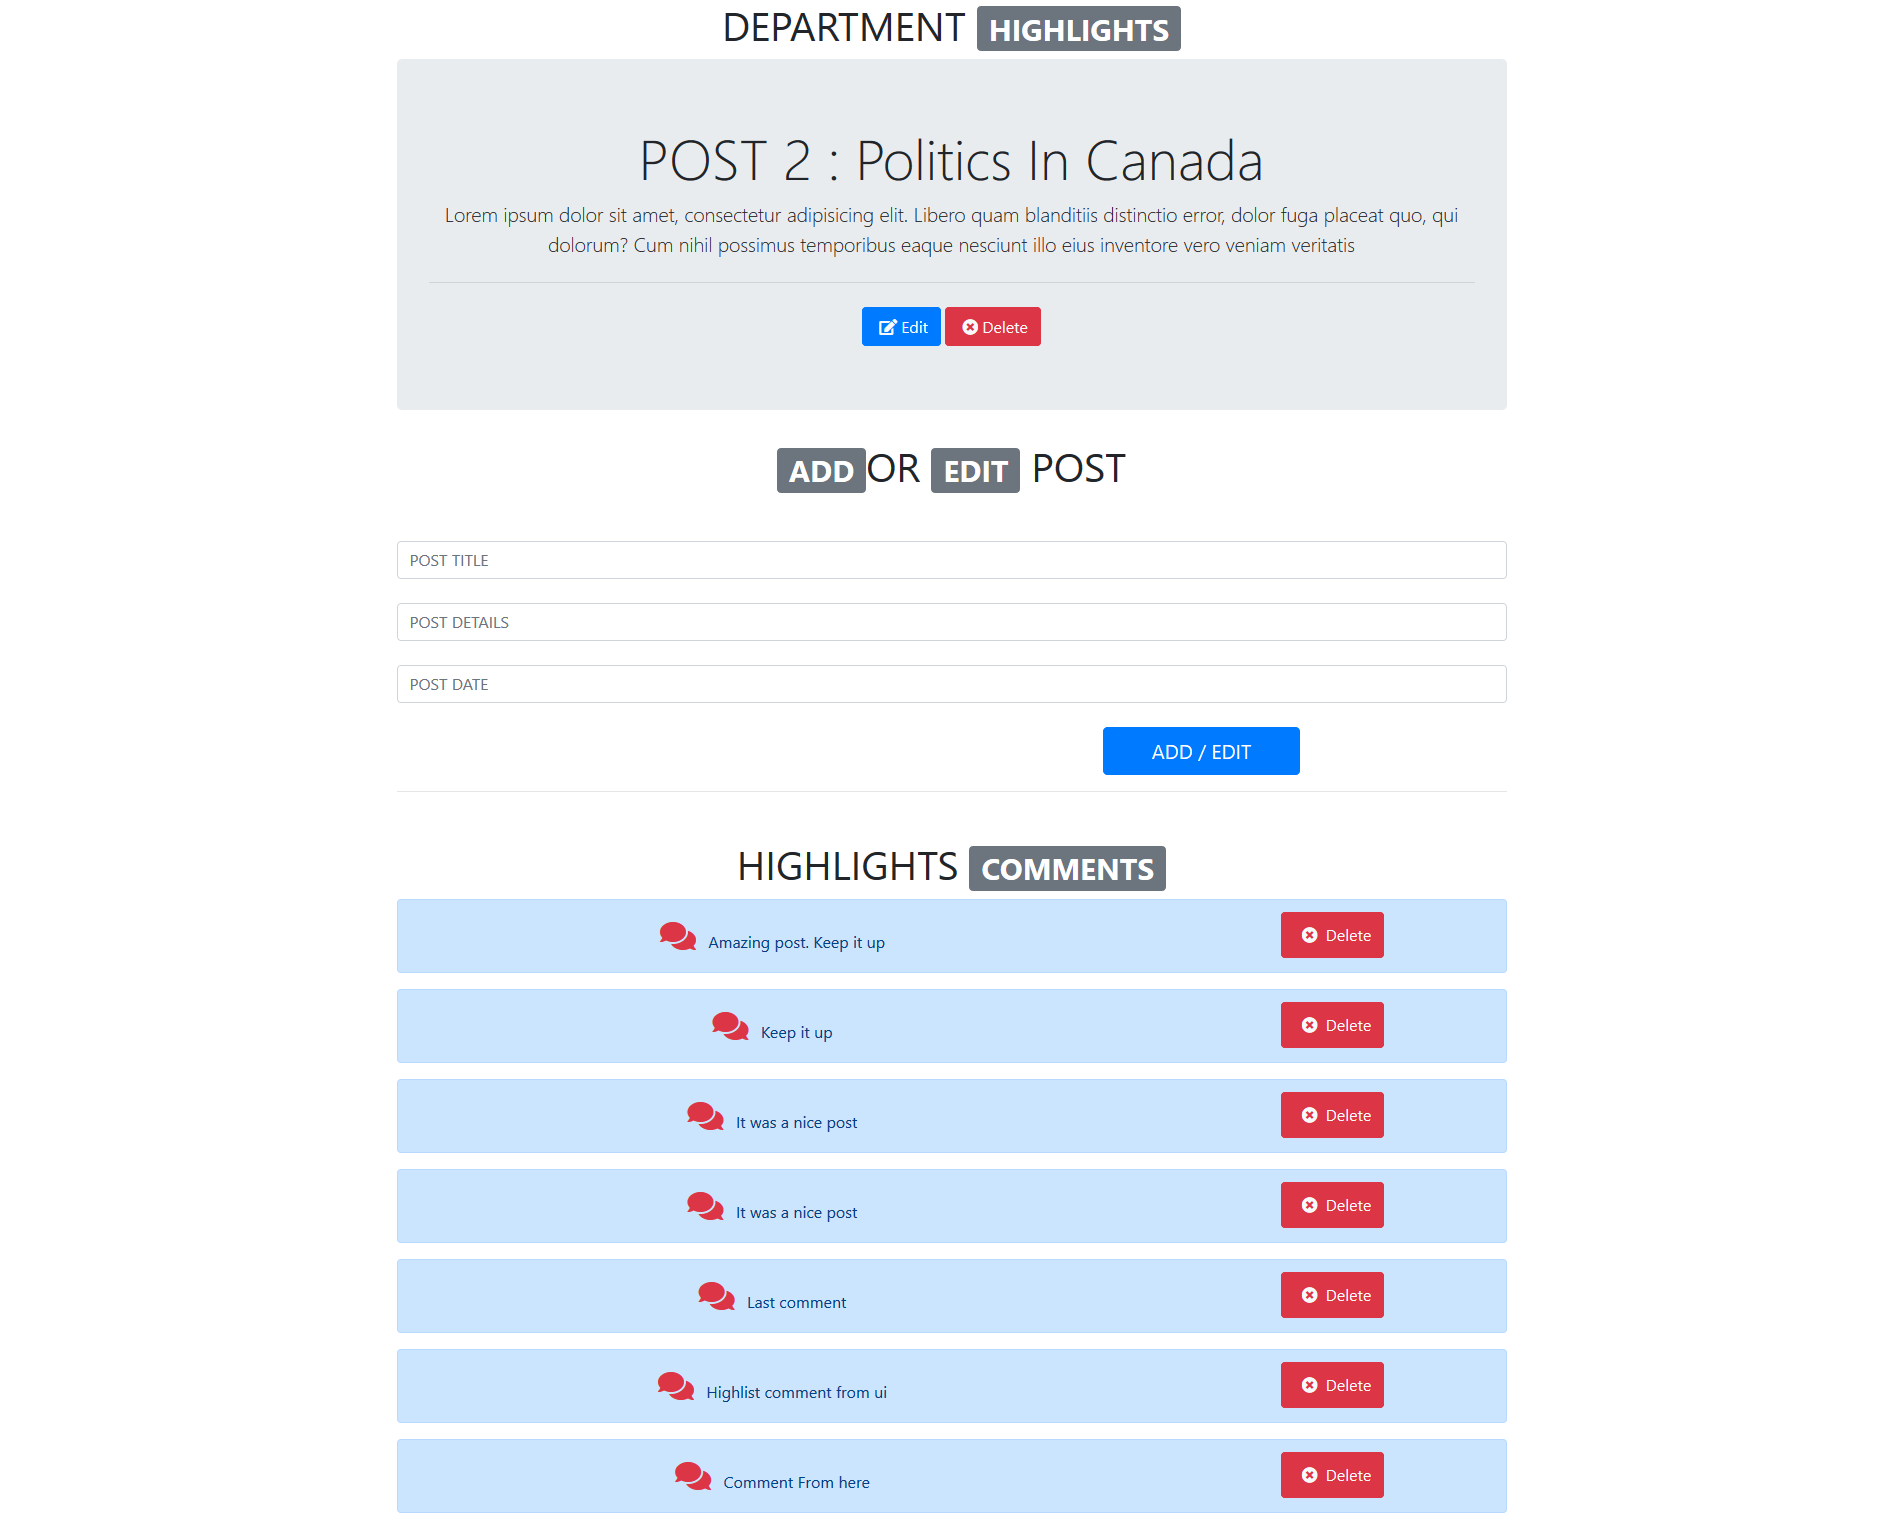 DEPARTMENT HIGHLIGHTS
POST 2 : Politics In Canada
Lorem ipsum dolor sit amet, consectetur adipisicing elit. Libero quam blanditiis distinctio error, dolor fuga placeat quo, qui
dolorum? Cum nihil possimus temporibus eaque nesciunt illo eius inventore vero veniam veritatis
Edit Delete
ADD OR EDIT POST
POST TITLE
POST DETAILS
POST DATE
ADD / EDIT
HIGHLIGHTS COMMENTS
Amazing post. Keep it up Delete
Keep it up Delete
It was a nice post Delete
It was a nice post Delete
Last comment Delete
Highlist comment from ui Delete
Comment From here Delete